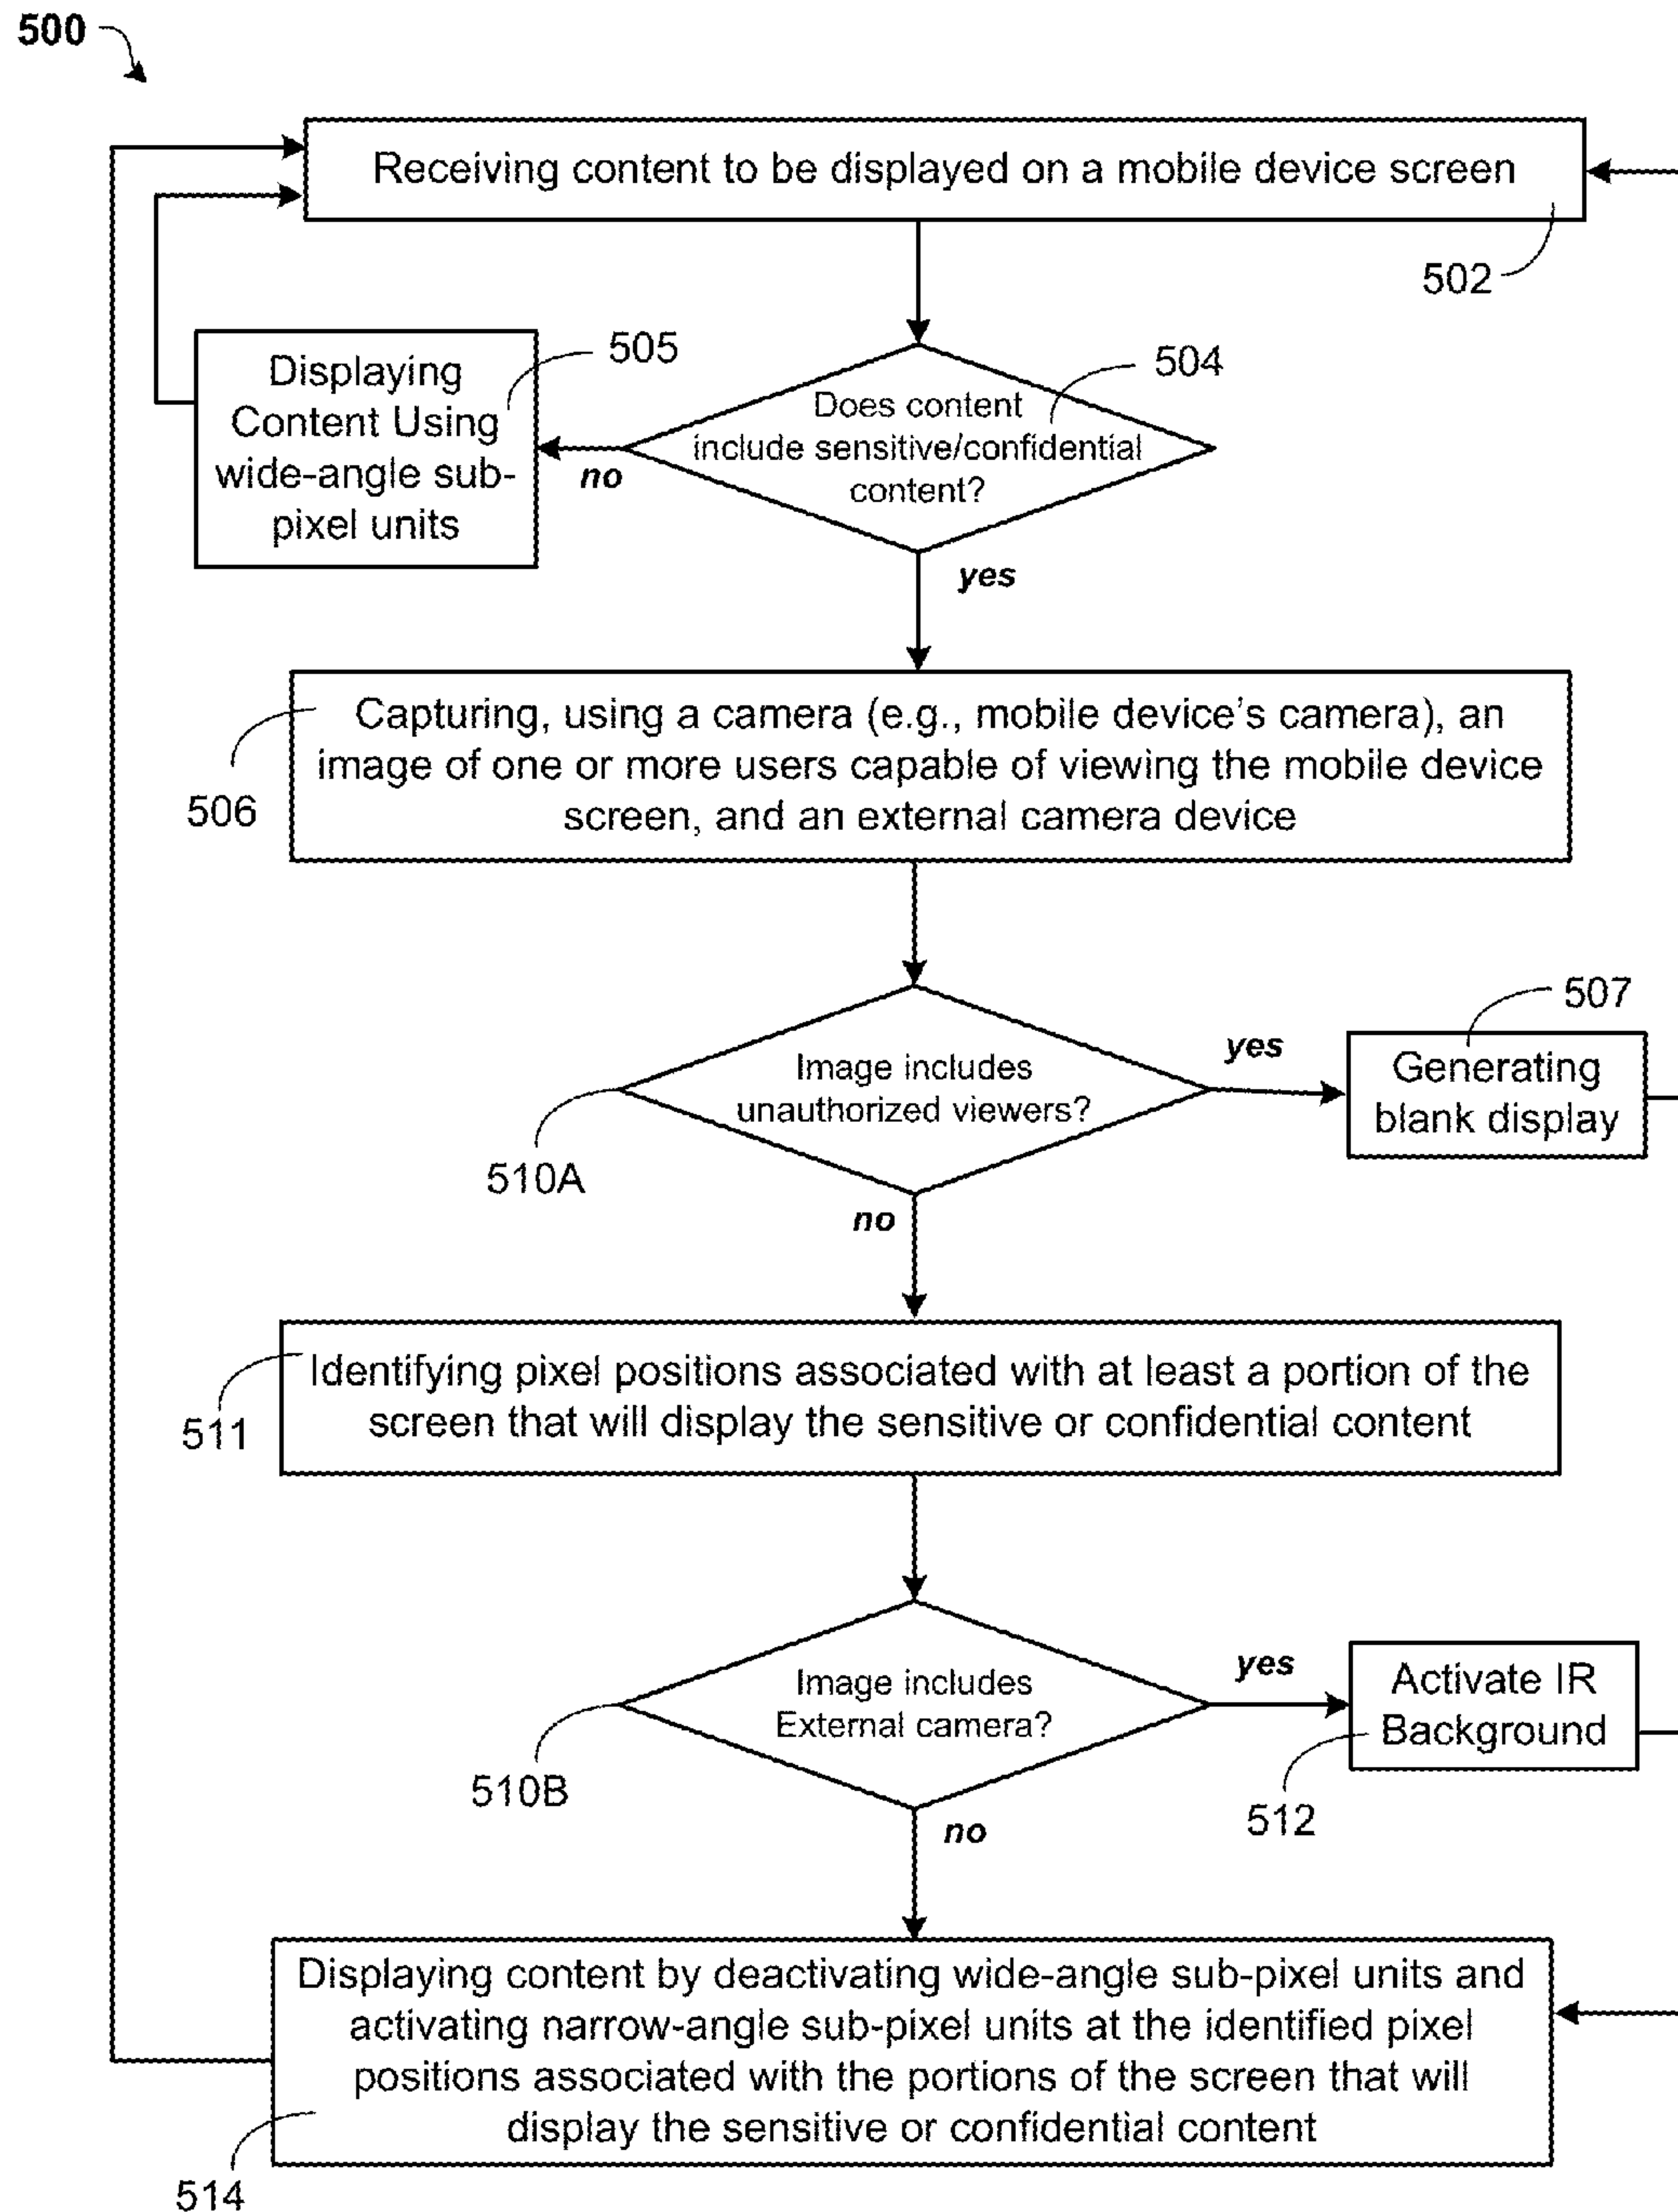 500
Receiving content to be displayed on a mobile device screen
502
Displaying
Content Using
wide-angle sub-
pixel units
505
504
Does content
include sensitive/confidential
content?
no
yes
Capturing, using a camera (e.g., mobile device's camera), an
image of one or more users capable of viewing the mobile device
screen, and an external camera device
506
507
Image includes
unauthorized viewers?
yes
Generating
blank display
510A
no
Identifying pixel positions associated with at least a portion of the
screen that will display the sensitive or confidential content
511
Image includes
External camera?
yes
Activate IR
Background
510B
512
no
Displaying content by deactivating wide-angle sub-pixel units and
activating narrow-angle sub-pixel units at the identified pixel
positions associated with the portions of the screen that will
display the sensitive or confidential content
514